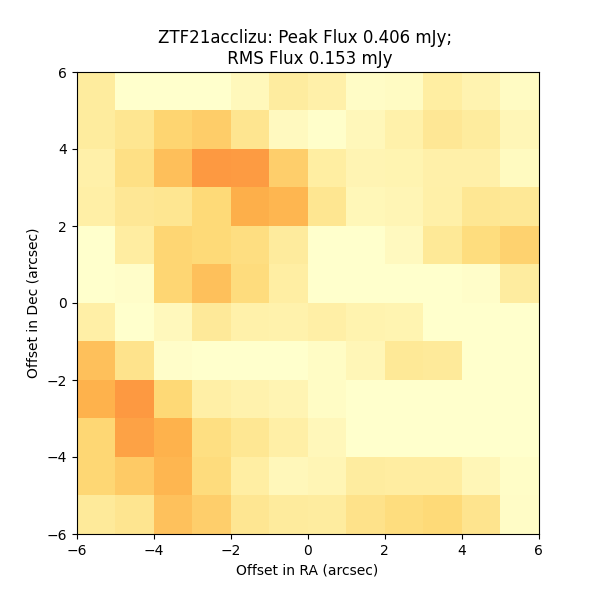 ZTF21acclizu: Peak Flux 0.406 mJy;
RMS Flux 0.153 mJy
6
4
2
0
−2
−4
−6
Offset in Dec (arcsec)
−6 −4 −2 0 2 4 6
Offset in RA (arcsec)